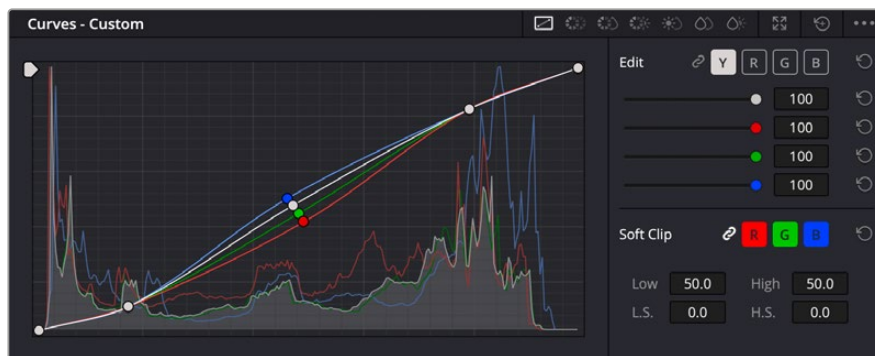 Curves - Custom
Edit Y R G B
100
100
100
100
Soft Clip R G B
Low 50.0 High 50.0
L.S. 0.0 H.S. 0.0